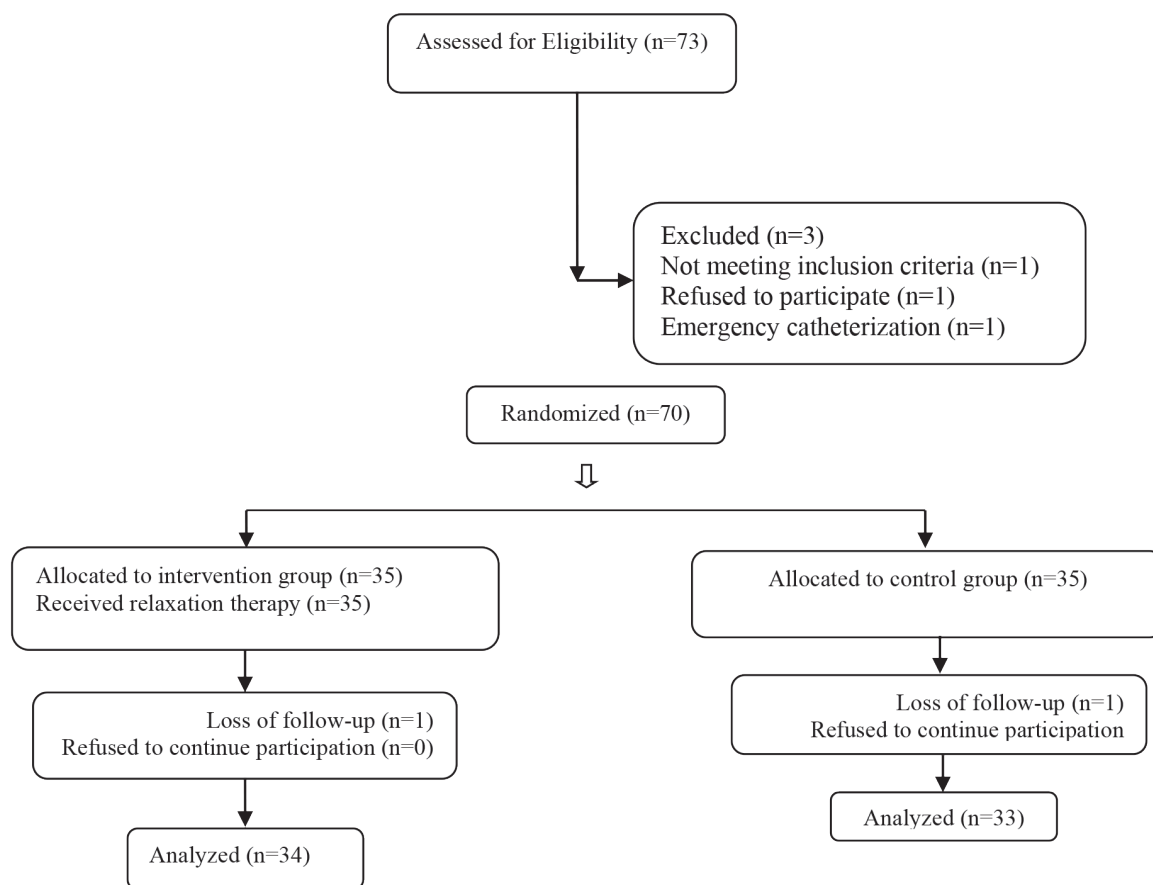 Assessed for Eligibility (n=73)
Excluded (n=3)
Not meeting inclusion criteria (n=1)
Refused to participate (n=1)
Emergency catheterization (n=1)
Randomized (n=70)
Allocated to intervention group (n=35)
Received relaxation therapy (n=35)
Allocated to control group (n=35)
Loss of follow-up (n=1)
Refused to continue participation (n=0)
Loss of follow-up (n=1)
Refused to continue participation
Analyzed (n=34)
Analyzed (n=33)